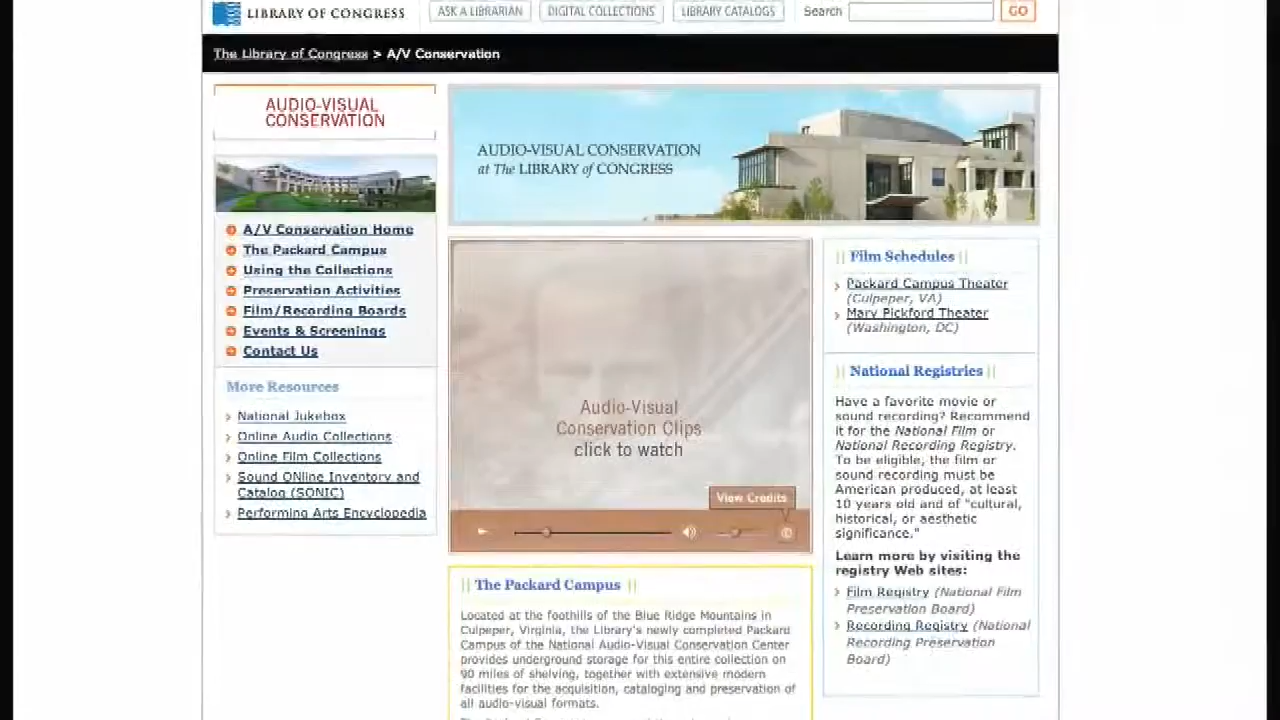 LIBRARY OF CONGRESS
ASK A LIBRARIAN
DIGITAL COLLECTIONS
LIBRARY CATALOGS
Search
GO
The Library of Congress > A/V Conservation
AUDIO-VISUAL
CONSERVATION
A/V Conservation Home
The Packard Campus
Using the Collections
Preservation Activities
Film/Recording Boards
Events & Screenings
Contact Us
More Resources
National Jukebox
Online Audio Collections
Online Film Collections
Sound ONline Inventory and
Catalog (SONIC)
Performing Arts Encyclopedia
AUDIO-VISUAL CONSERVATION
at The LIBRARY of CONGRESS
Audio-Visual
Conservation Clips
click to watch
View Credits
The Packard Campus
Located at the foothills of the Blue Ridge Mountains in
Culpeper, Virginia, the Library's newly completed Packard
Campus of the National Audio-Visual Conservation Center
provides underground storage for this entire collection on
90 miles of shelving, together with extensive modern
facilities for the acquisition, cataloging and preservation of
all audio-visual formats.
Film Schedules
Packard Campus Theater
(Culpeper, VA)
Mary Pickford Theater
(Washington, DC)
National Registries
Have a favorite movie or
sound recording? Recommend
it for the National Film or
National Recording Registry.
To be eligible, the film or
sound recording must be
American produced, at least
10 years old and of "cultural,
historical, or aesthetic
significance."
Learn more by visiting the
registry Web sites:
Film Registry (National Film
Preservation Board)
Recording Registry (National
Recording Preservation
Board)